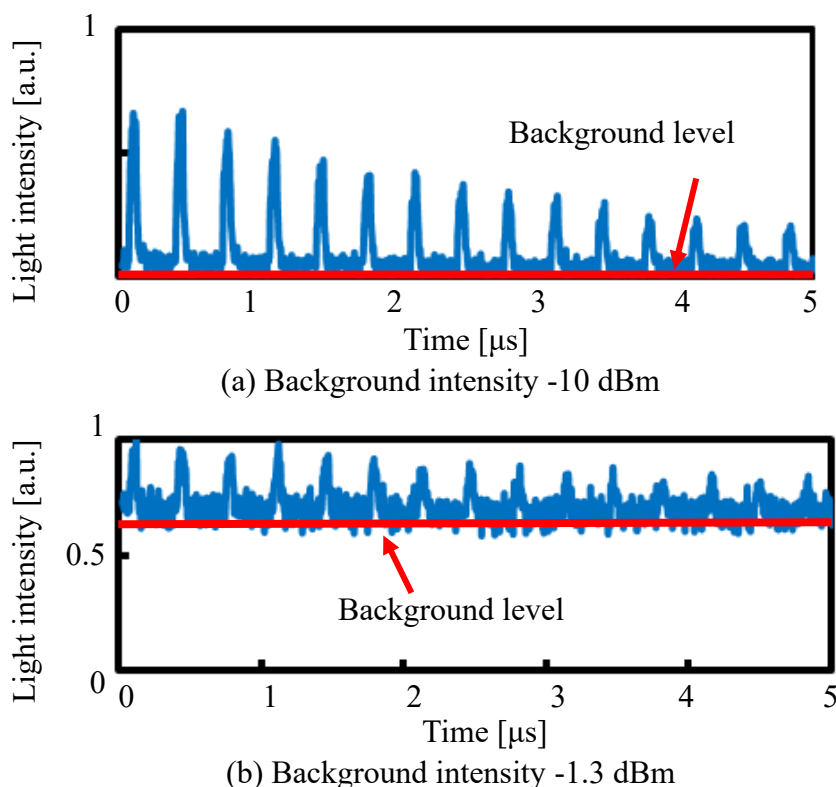 1
Light intensity [a.u.]
Background level
0 1 2 3 4 5
Time [μs]
(a) Background intensity -10 dBm
1
0.5
0
Light intensity [a.u.]
Background level
0 1 2 3 4 5
Time [μs]
(b) Background intensity -1.3 dBm